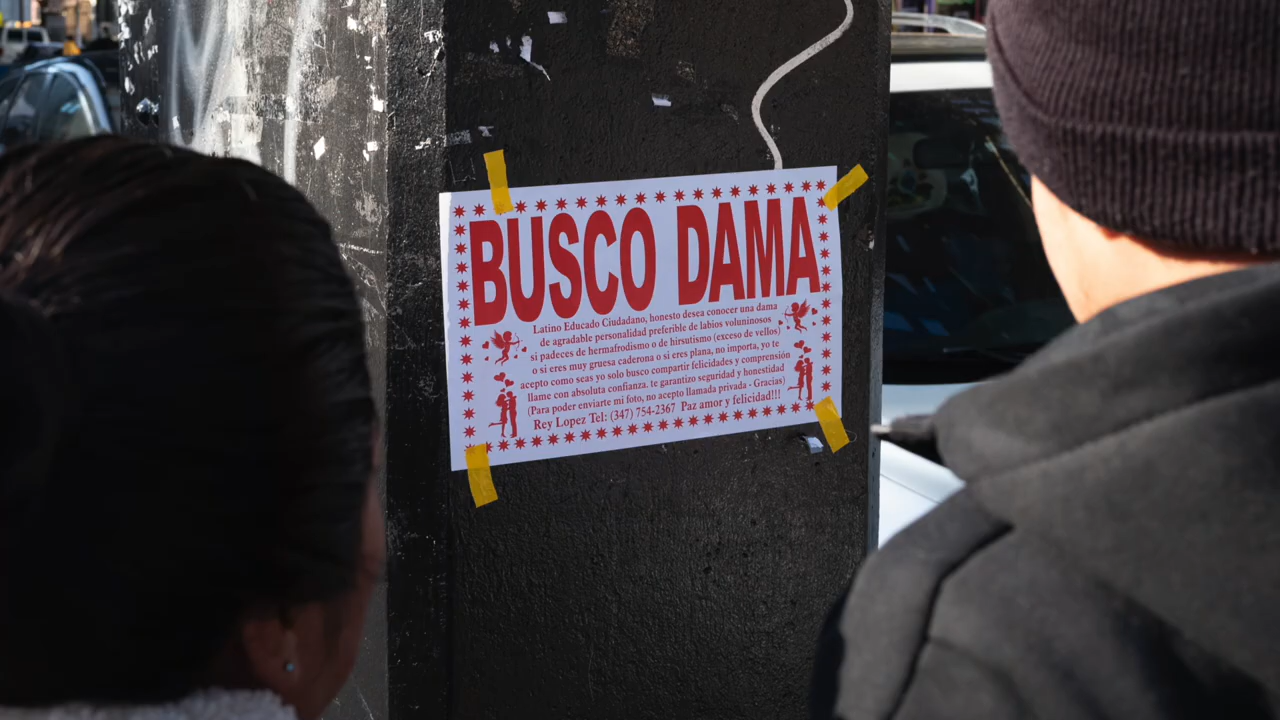 BUSCO DAMA
Latino Educado Ciudadano, honesto desea conocer una dama
de agradable personalidad preferible de labios voluminosos
si padeces de hermafrodismo o de hirsutismo (exceso de vellos)
o si eres muy gruesa caderona o si eres plana, no importa, yo te
acepto como seas yo solo busco compartir felicidades y comprensión
llame con absoluta confianza. te garantizo seguridad y honestidad
(Para poder enviarte mi foto, no acepto llamada privada - Gracias)
Rey Lopez Tel: (347) 754-2367 Paz amor y felicidad!!!